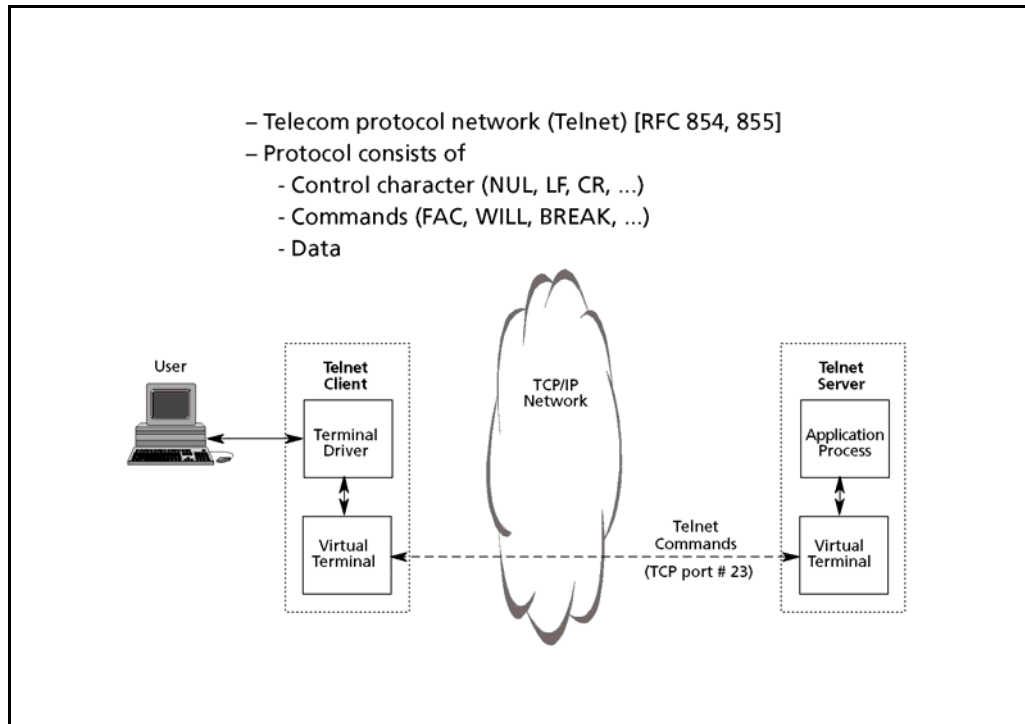 – Telecom protocol network (Telnet) [RFC 854, 855]
– Protocol consists of
- Control character (NUL, LF, CR, ...)
- Commands (FAC, WILL, BREAK, ...)
- Data
User
Telnet
Client
Terminal
Driver
Virtual
Terminal
TCP/IP
Network
Telnet
Commands
(TCP port # 23)
Telnet
Server
Application
Process
Virtual
Terminal